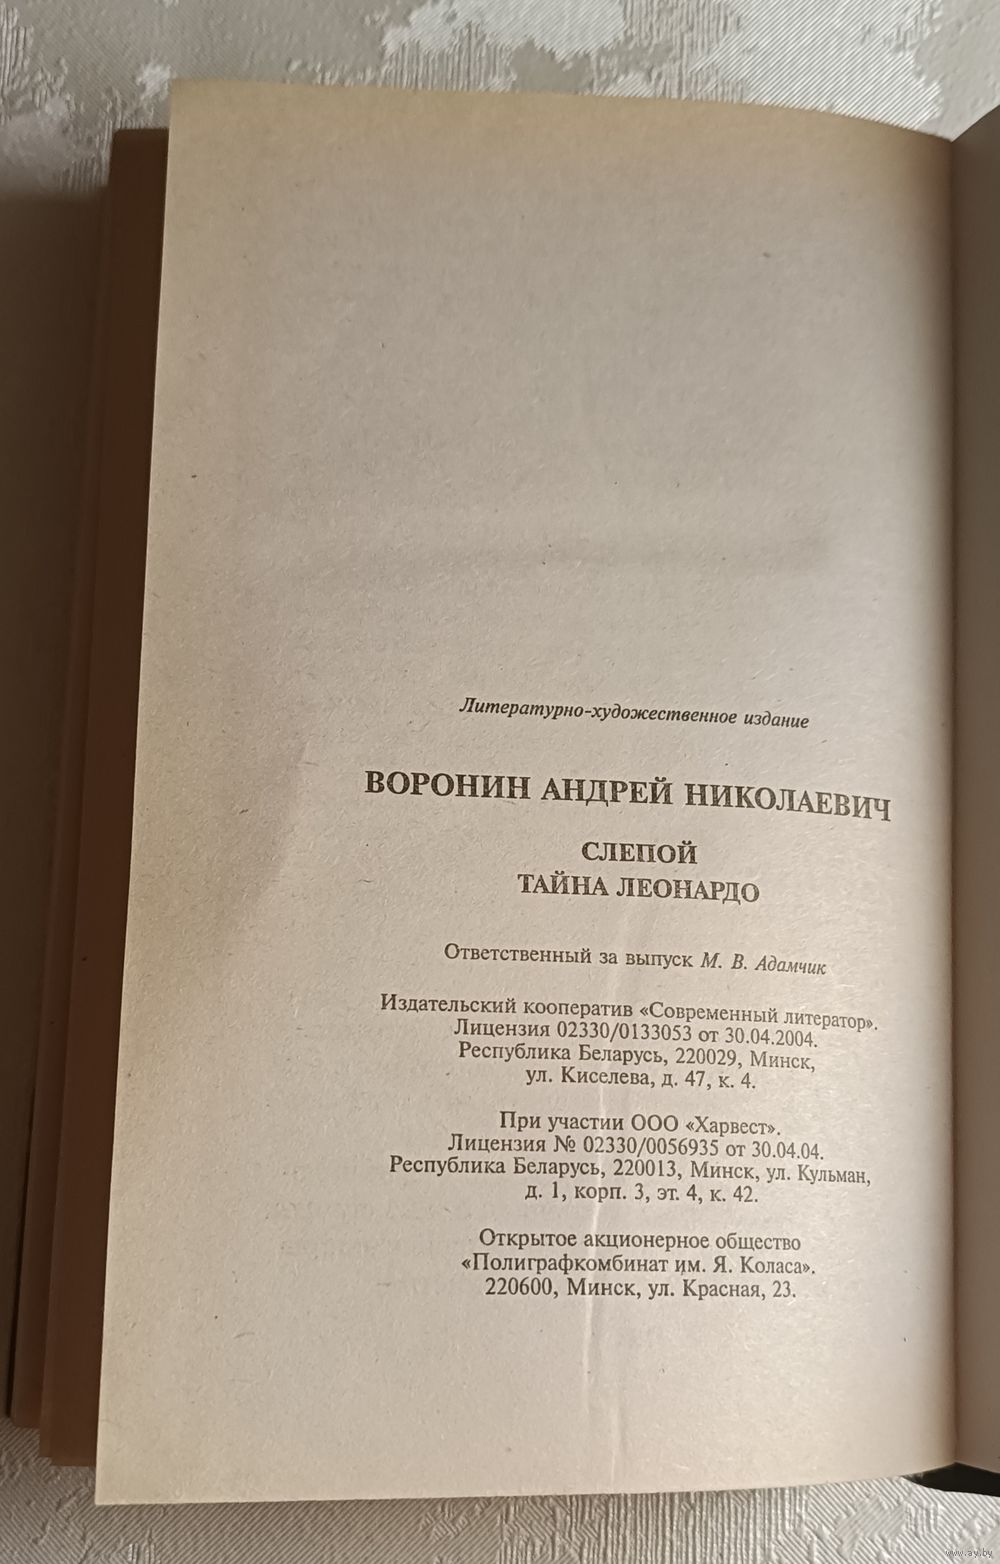 Литературно-художественное издание
ВОРОНИН АНДРЕЙ НИКОЛАЕВИЧ
СЛЕПОЙ
ТАЙНА ЛЕОНАРДО
Ответственный за выпуск М. В. Адамчик
Издательский кооператив «Современный литератор».
Лицензия 02330/0133053 от 30.04.2004.
Республика Беларусь, 220029, Минск,
ул. Киселева, д. 47, к. 4.
При участии ООО «Харвест».
Лицензия № 02330/0056935 от 30.04.04.
Республика Беларусь, 220013, Минск, ул. Кульман,
д. 1, корп. 3, эт. 4, к. 42.
Открытое акционерное общество
«Полиграфкомбинат им. Я. Коласа».
220600, Минск, ул. Красная, 23.
www.ay.by